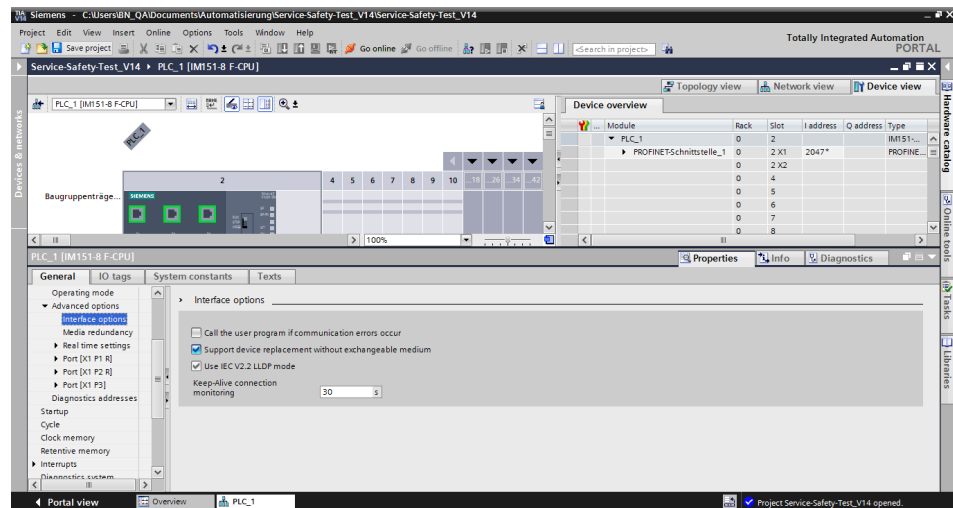 Siemens - C:\Users\BN_QA\Documents\Automatisierung\Service-Safety-Test_V14\Service-Safety-Test_V14
Project Edit View Insert Online Options Tools Window Help
Totally Integrated Automation
PORTAL
Save project
Go online
Go offline
<Search in project>
Service-Safety-Test_V14 PLC_1 [IM151-8 F-CPU]
Topology view
Network view
Device view
PLC_1 [IM151-8 F-CPU]
Device overview
... Module Rack Slot I address Q address Type
PLC_1 0 2 IM151-...
PROFINET-Schnittstelle_1 0 2 X1 2047* PROFINE...
0 2 X2
0 4
0 5
0 6
0 7
0 8
PLC_1
2 4 5 6 7 8 9 10 ...18 ...26 ...34 ...42
Baugruppenträge...
SIEMENS
100%
Devices & networks
Hardware catalog
Online tools
Tasks
Libraries
PLC_1 [IM151-8 F-CPU]
Properties
Info
Diagnostics
General IO tags System constants Texts
Operating mode
Advanced options
Interface options
Media redundancy
Real time settings
Port [X1 P1 R]
Port [X1 P2 R]
Port [X1 P3]
Diagnostics addresses
Startup
Cycle
Clock memory
Retentive memory
Interrupts
Diagnostics system
Interface options
Call the user program if communication errors occur
Support device replacement without exchangeable medium
Use IEC V2.2 LLDP mode
Keep-Alive connection
monitoring 30 s
Portal view
Overview
PLC_1
Project Service-Safety-Test_V14 opened.